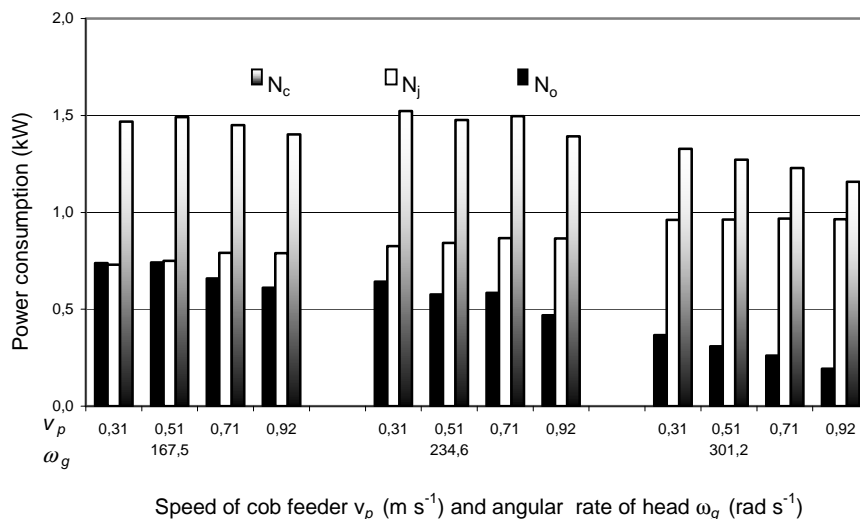 2,0
N_c N_j N_o
1,5
1,0
0,5
0,0
Power consumption (kW)
v_p 0,31 0,51 0,71 0,92 0,31 0,51 0,71 0,92 0,31 0,51 0,71 0,92
ω_g 167,5 234,6 301,2
Speed of cob feeder v_p (m s⁻¹) and angular rate of head ω_g (rad s⁻¹)